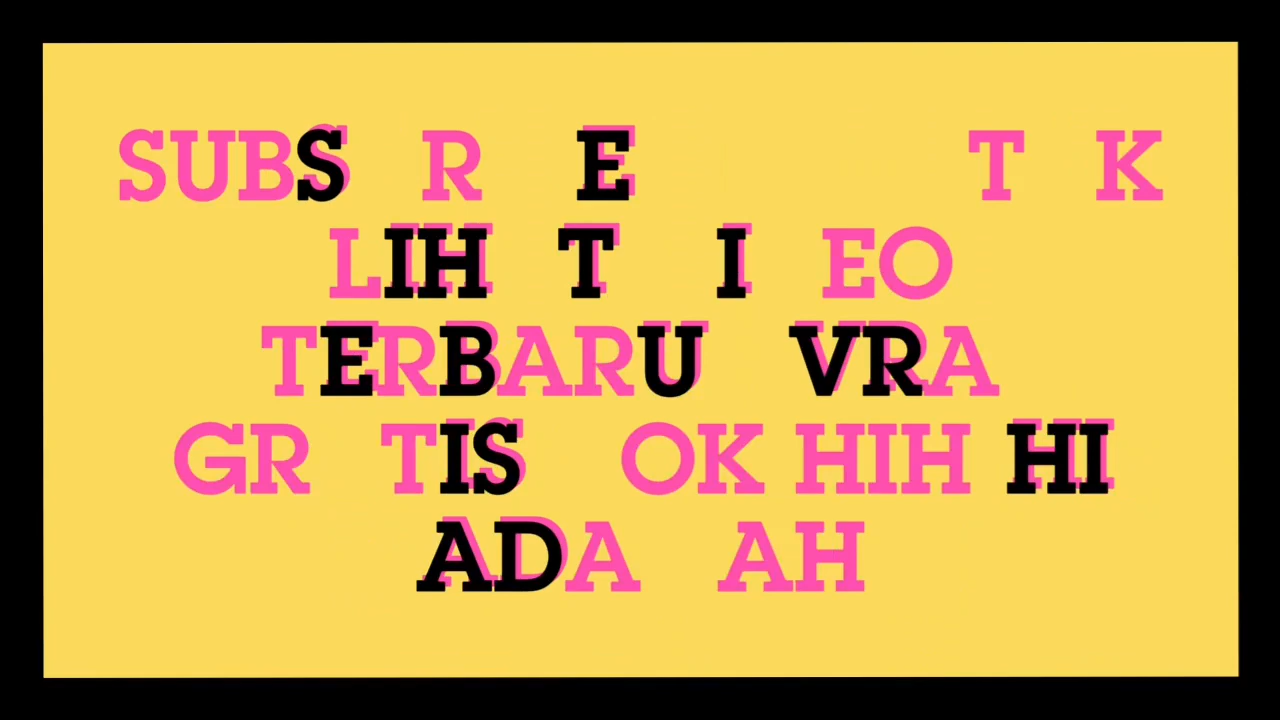 SUBS R E T K
LIH T I EO
TERBARU VRA
GR TIS OK HIH HI
ADA AH